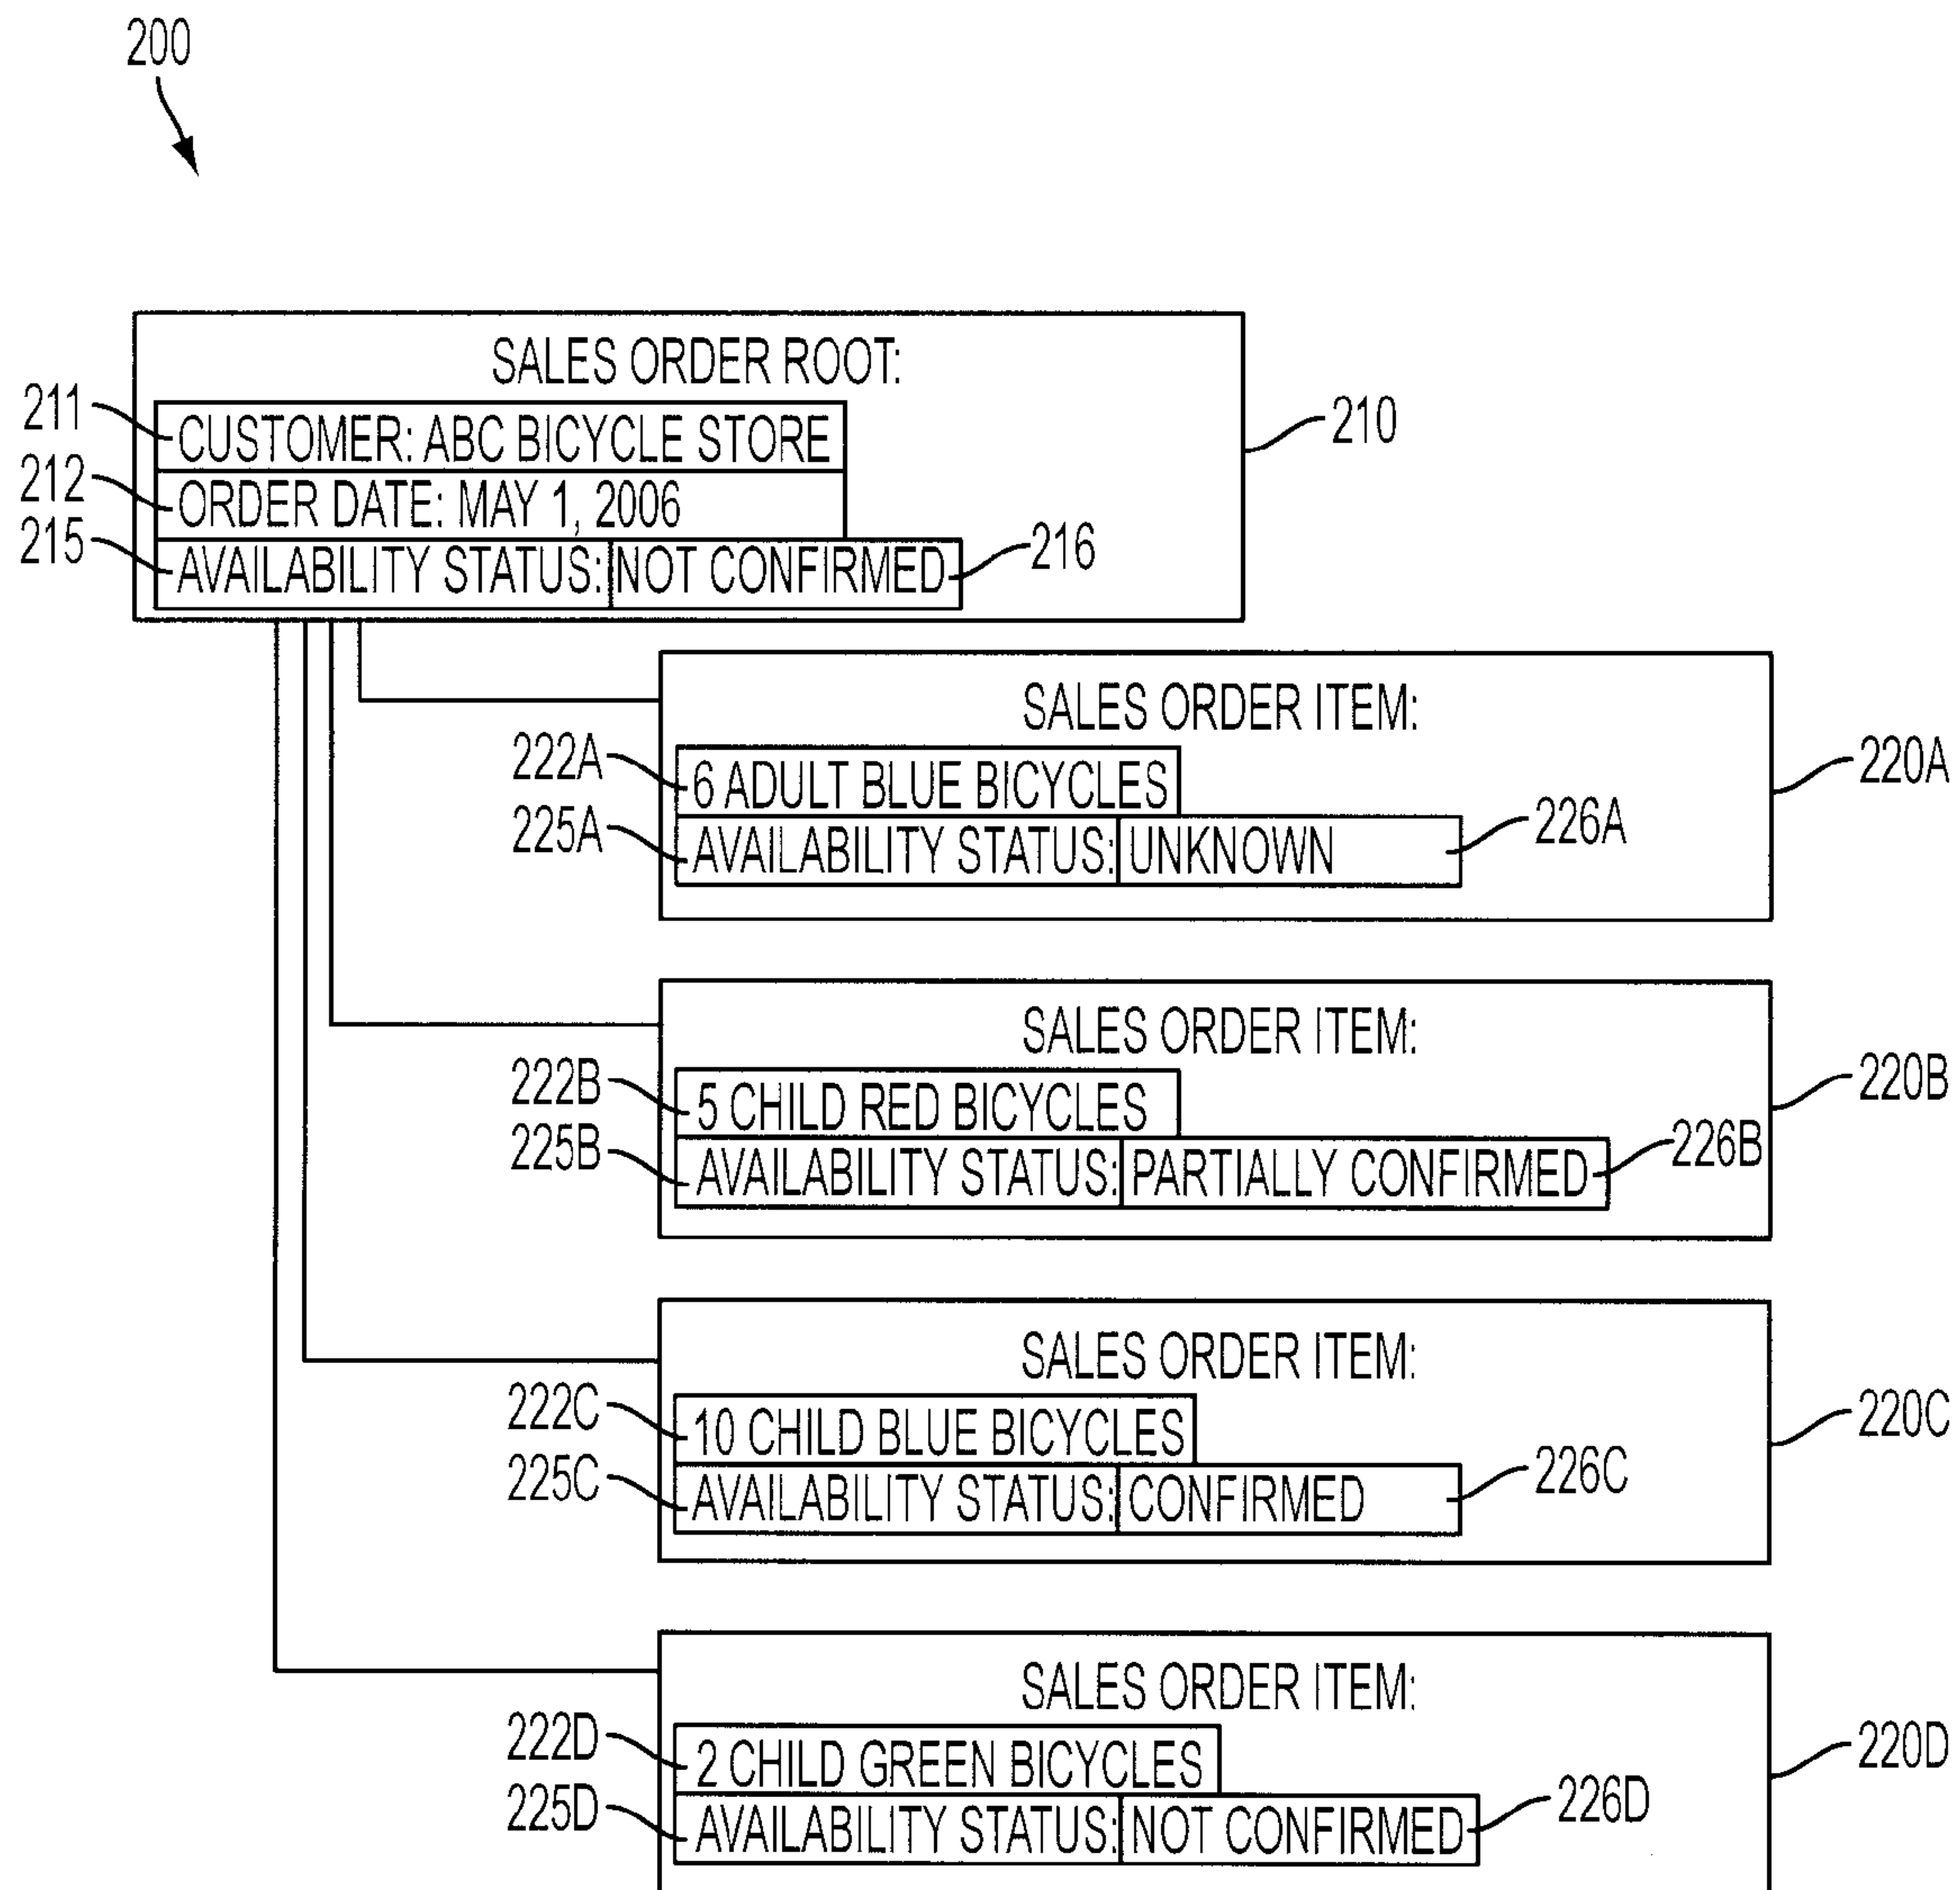 200
SALES ORDER ROOT:
211
CUSTOMER: ABC BICYCLE STORE
210
212
ORDER DATE: MAY 1, 2006
215
AVAILABILITY STATUS: NOT CONFIRMED
216
SALES ORDER ITEM:
222A
6 ADULT BLUE BICYCLES
220A
225A
AVAILABILITY STATUS: UNKNOWN
226A
SALES ORDER ITEM:
222B
5 CHILD RED BICYCLES
220B
225B
AVAILABILITY STATUS: PARTIALLY CONFIRMED
226B
SALES ORDER ITEM:
222C
10 CHILD BLUE BICYCLES
220C
225C
AVAILABILITY STATUS: CONFIRMED
226C
SALES ORDER ITEM:
222D
2 CHILD GREEN BICYCLES
220D
225D
AVAILABILITY STATUS: NOT CONFIRMED
226D